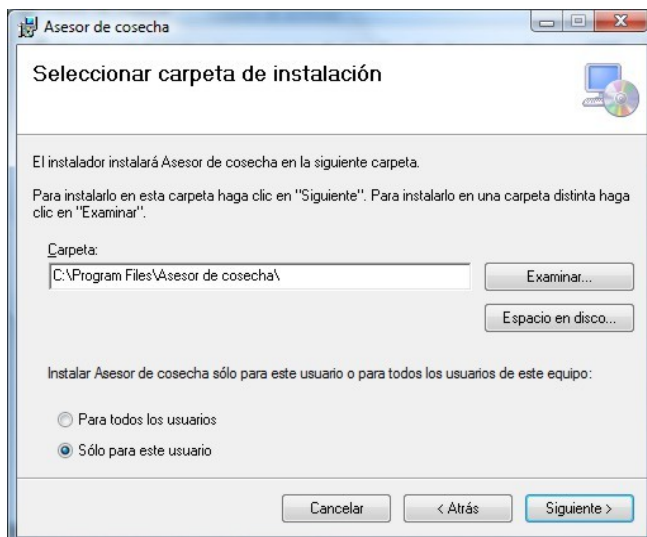 Asesor de cosecha
Seleccionar carpeta de instalación
El instalador instalará Asesor de cosecha en la siguiente carpeta.
Para instalarlo en esta carpeta haga clic en "Siguiente". Para instalarlo en una carpeta distinta haga
clic en "Examinar".
Carpeta:
C:\Program Files\Asesor de cosecha\
Examinar...
Espacio en disco...
Instalar Asesor de cosecha sólo para este usuario o para todos los usuarios de este equipo:
Para todos los usuarios
Sólo para este usuario
Cancelar
< Atrás
Siguiente >